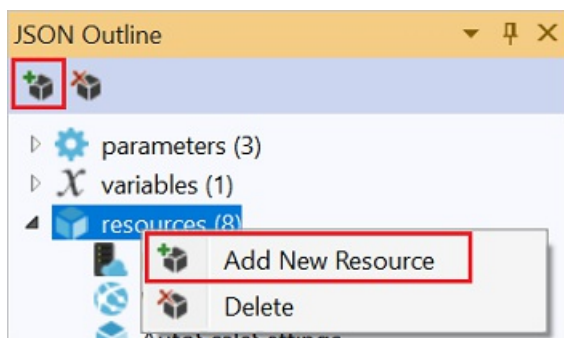 JSON Outline
parameters (3)
variables (1)
resources (8)
Add New Resource
Delete